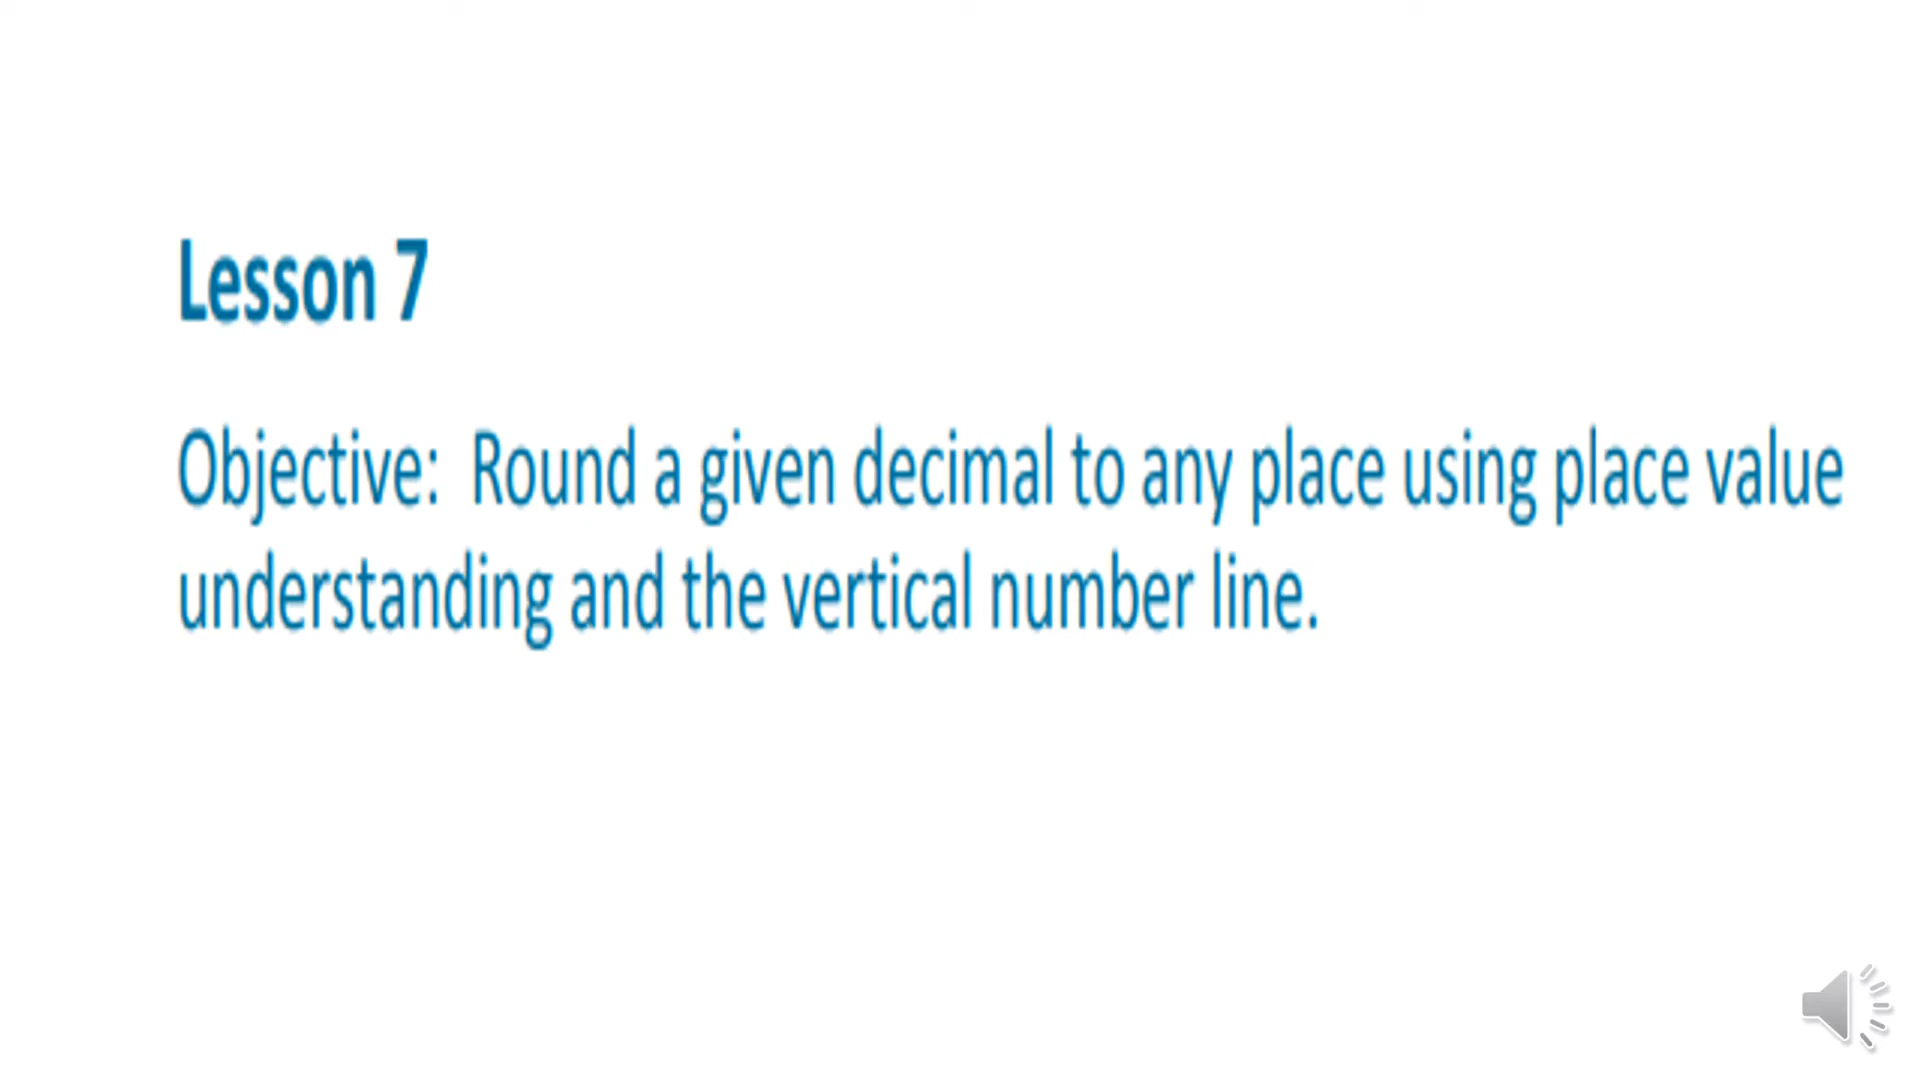 Lesson 7
Objective:  Round a given decimal to any place using place value
understanding and the vertical number line.